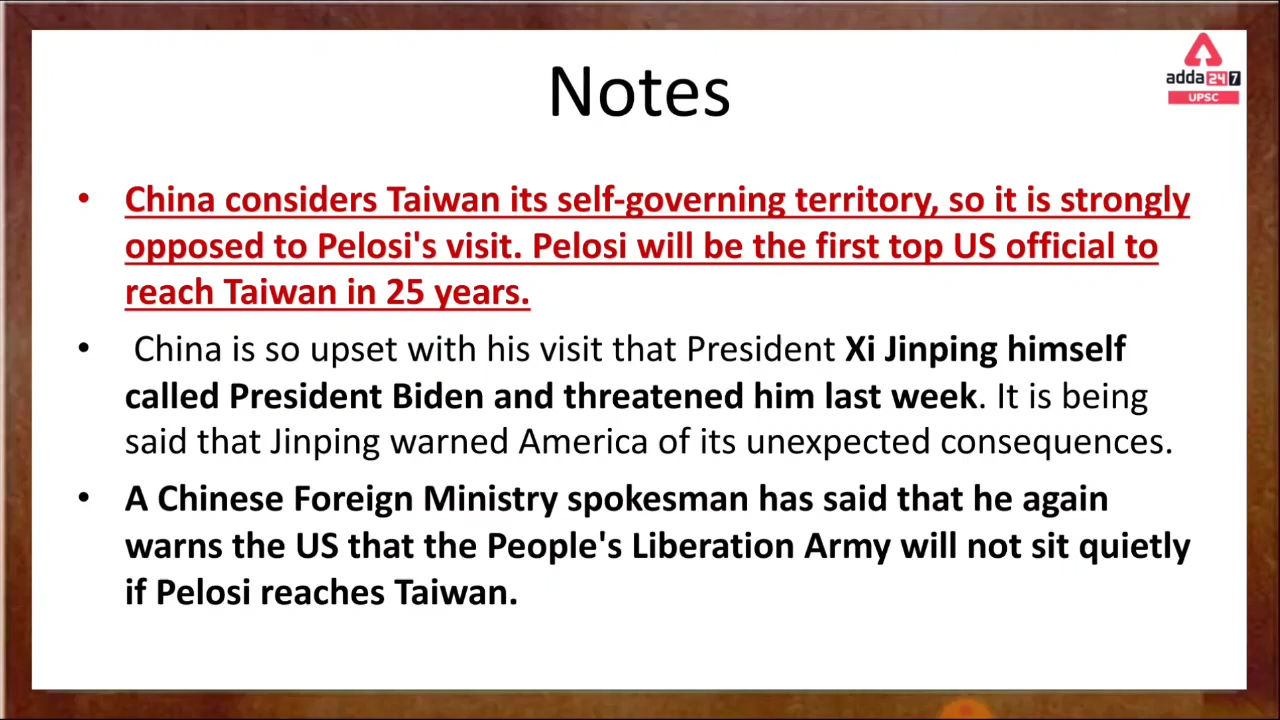 Notes
adda247
UPSC
• China considers Taiwan its self-governing territory, so it is strongly
opposed to Pelosi's visit. Pelosi will be the first top US official to
reach Taiwan in 25 years.
• China is so upset with his visit that President Xi Jinping himself
called President Biden and threatened him last week. It is being
said that Jinping warned America of its unexpected consequences.
• A Chinese Foreign Ministry spokesman has said that he again
warns the US that the People's Liberation Army will not sit quietly
if Pelosi reaches Taiwan.